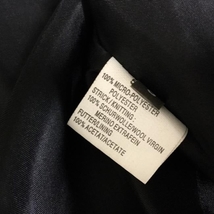 100% MICRO-POLYESTER
POLYESTER
STRICK / KNITTING :
100% SCHURWOLLE/WOOL VIRGIN
MERINO EXTRAFEIN
FUTTER/LINING
100% ACETAT/ACETATE